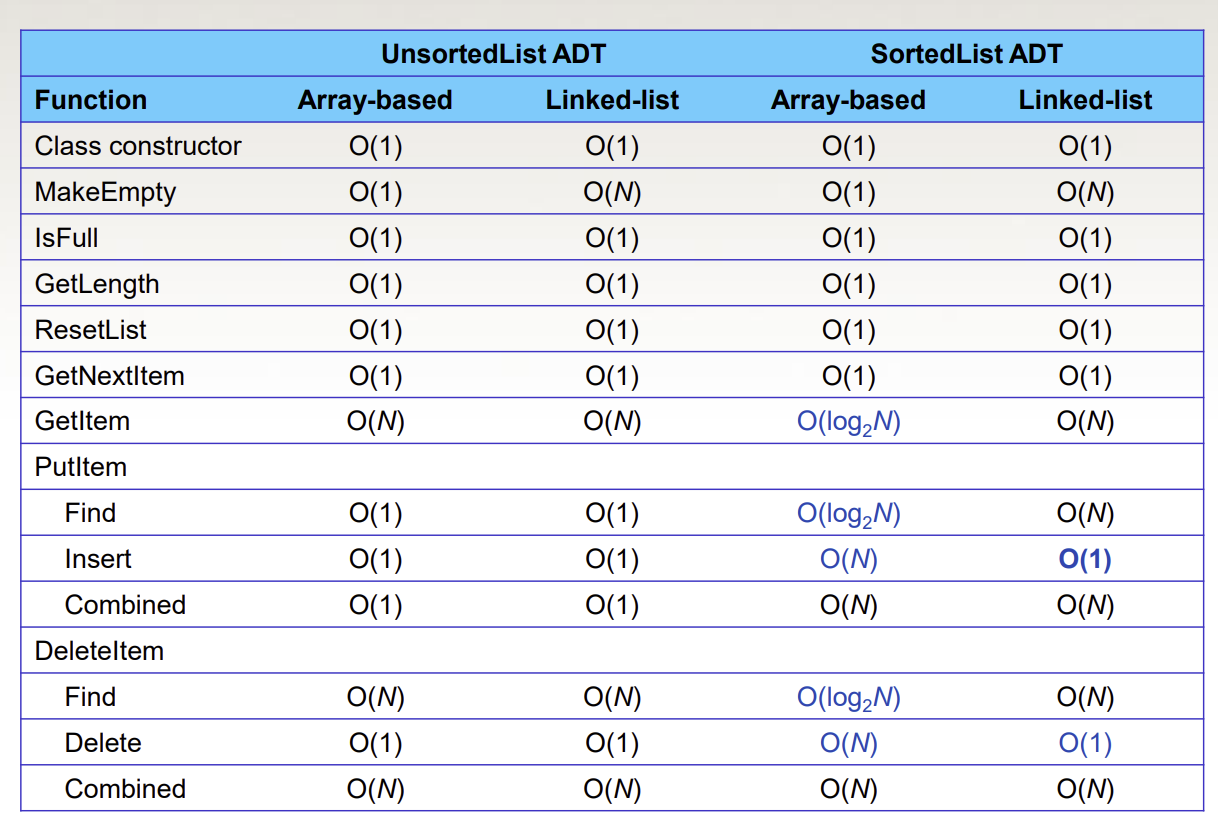 UnsortedList ADT SortedList ADT
Function Array-based Linked-list Array-based Linked-list
Class constructor O(1) O(1) O(1) O(1)
MakeEmpty O(1) O(N) O(1) O(N)
IsFull O(1) O(1) O(1) O(1)
GetLength O(1) O(1) O(1) O(1)
ResetList O(1) O(1) O(1) O(1)
GetNextItem O(1) O(1) O(1) O(1)
GetItem O(N) O(N) O(log₂N) O(N)
PutItem
Find O(1) O(1) O(log₂N) O(N)
Insert O(1) O(1) O(N) O(1)
Combined O(1) O(1) O(N) O(N)
DeleteItem
Find O(N) O(N) O(log₂N) O(N)
Delete O(1) O(1) O(N) O(1)
Combined O(N) O(N) O(N) O(N)